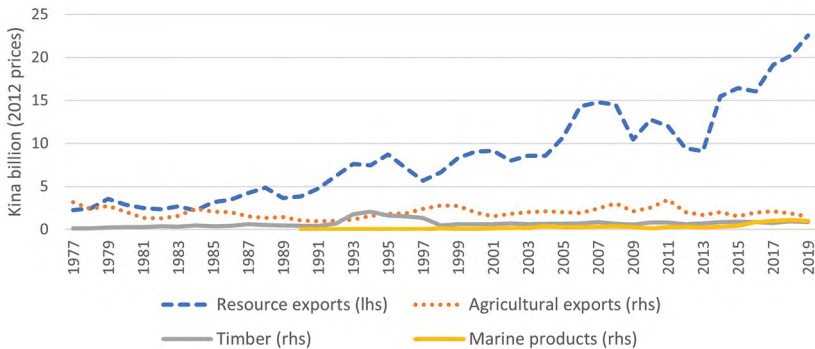 Kina billion (2012 prices)
25
20
15
10
5
0
1977 1979 1981 1983 1985 1987 1989 1991 1993 1995 1997 1999 2001 2003 2005 2007 2009 2011 2013 2015 2017 2019
Resource exports (lhs) Agricultural exports (rhs)
Timber (rhs) Marine products (rhs)